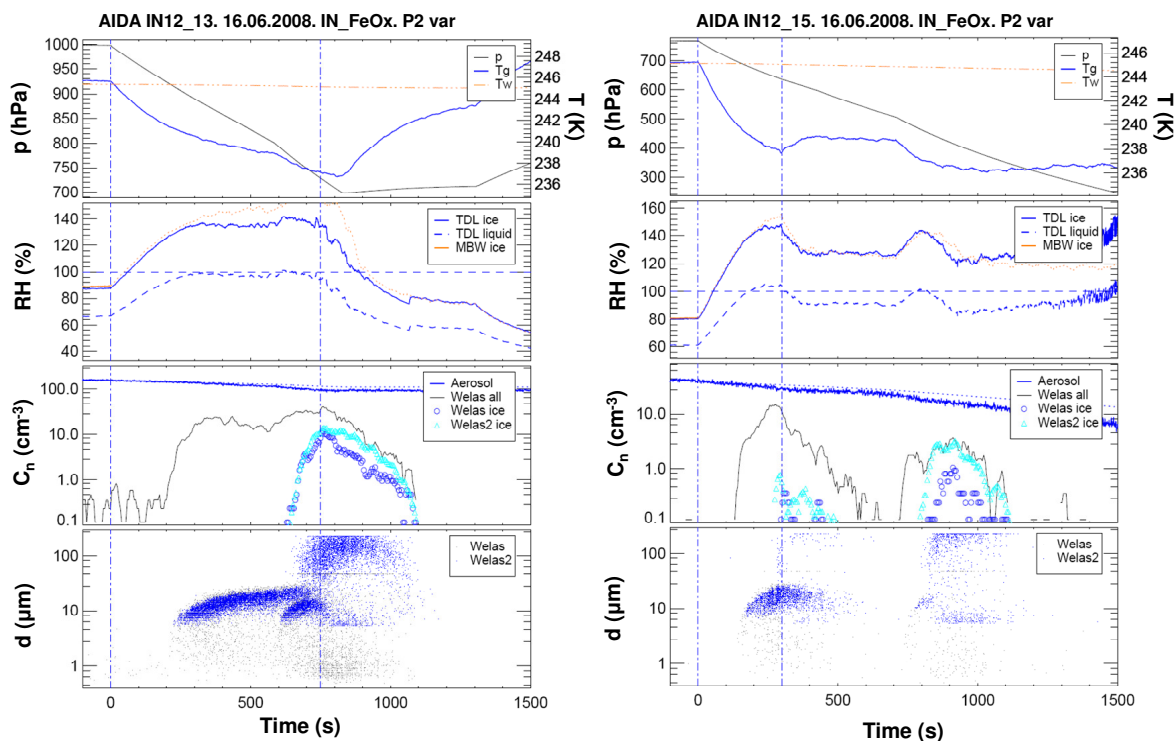 AIDA IN12_13. 16.06.2008. IN_FeOx. P2 var
1000
950
900
850
800
750
700
p (hPa)
248
246
244
242
240
238
236
T (K)
p
Tg
Tw
140
120
100
80
60
40
RH (%)
TDL ice
TDL liquid
MBW ice
100.0
10.0
1.0
0.1
Cn (cm-3)
Aerosol
Welas all
Welas ice
Welas2 ice
100
10
1
d (µm)
Welas
Welas2
0 500 1000 1500
Time (s)
AIDA IN12_15. 16.06.2008. IN_FeOx. P2 var
700
600
500
400
300
p (hPa)
246
244
242
240
238
236
T (K)
p
Tg
Tw
160
140
120
100
80
60
RH (%)
TDL ice
TDL liquid
MBW ice
10.0
1.0
0.1
Cn (cm-3)
Aerosol
Welas all
Welas ice
Welas2 ice
100
10
1
d (µm)
Welas
Welas2
0 500 1000 1500
Time (s)